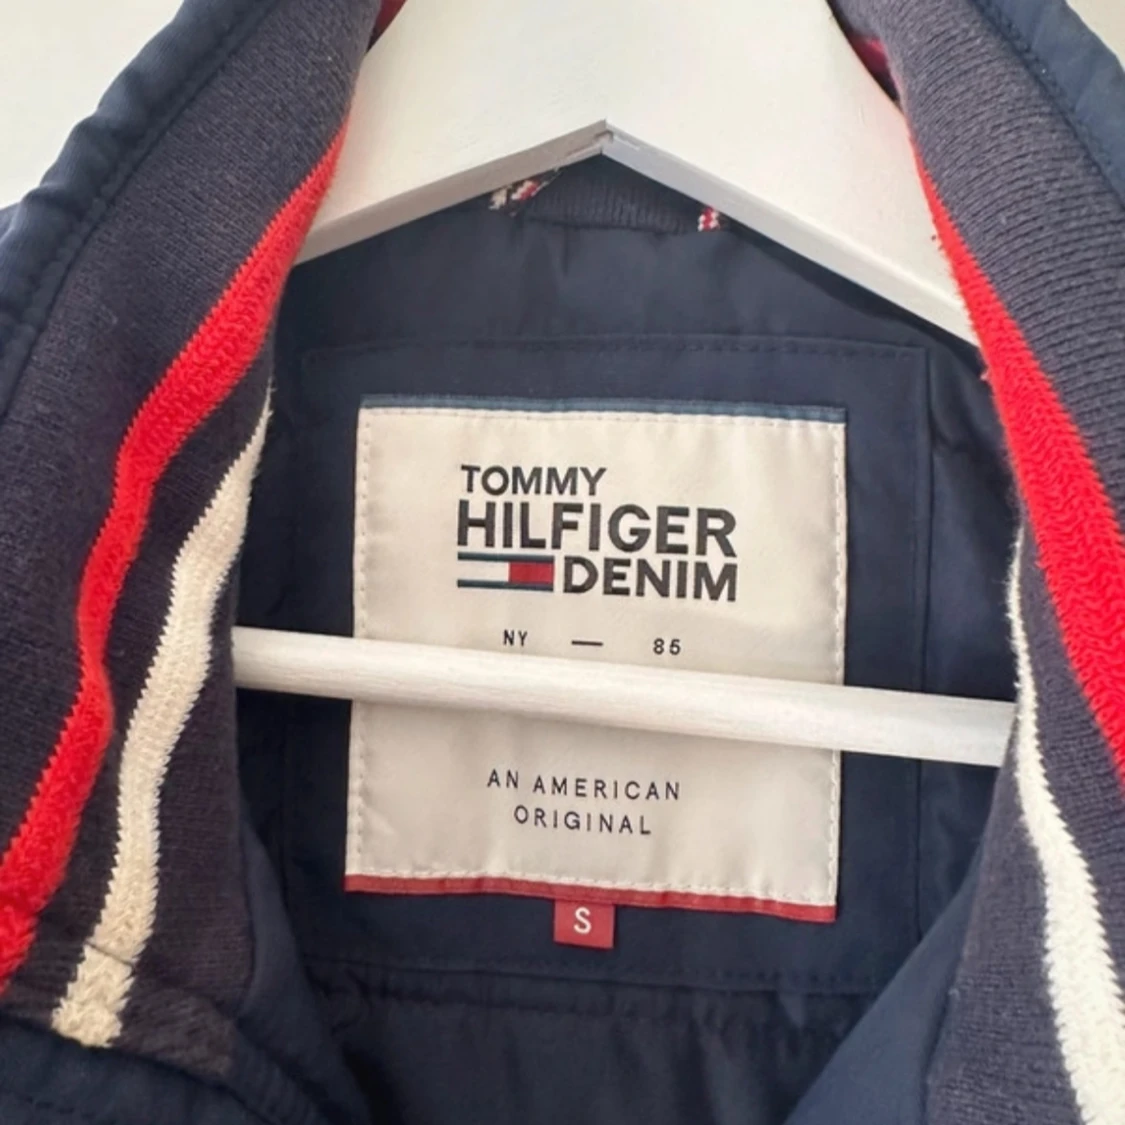 TOMMY
HILFIGER
DENIM
NY — 85
AN AMERICAN
ORIGINAL
S